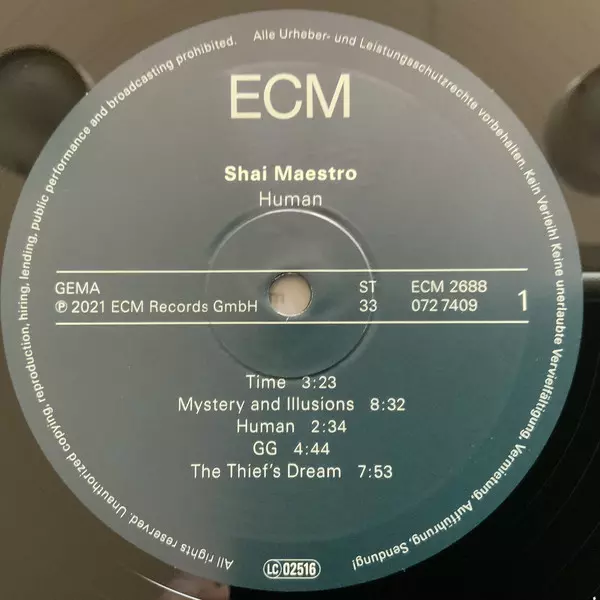 All rights reserved. Unauthorized copying, reproduction, hiring, lending, public performance and broadcasting prohibited. Alle Urheber- und Leistungsschutzrechte vorbehalten. Kein Verleih! Keine unerlaubte Vervielfältigung, Vermietung, Aufführung, Sendung!
ECM
Shai Maestro
Human
GEMA ST ECM 2688
℗ 2021 ECM Records GmbH 33 072 7409 1
Time 3:23
Mystery and Illusions 8:32
Human 2:34
GG 4:44
The Thief's Dream 7:53
LC 02516